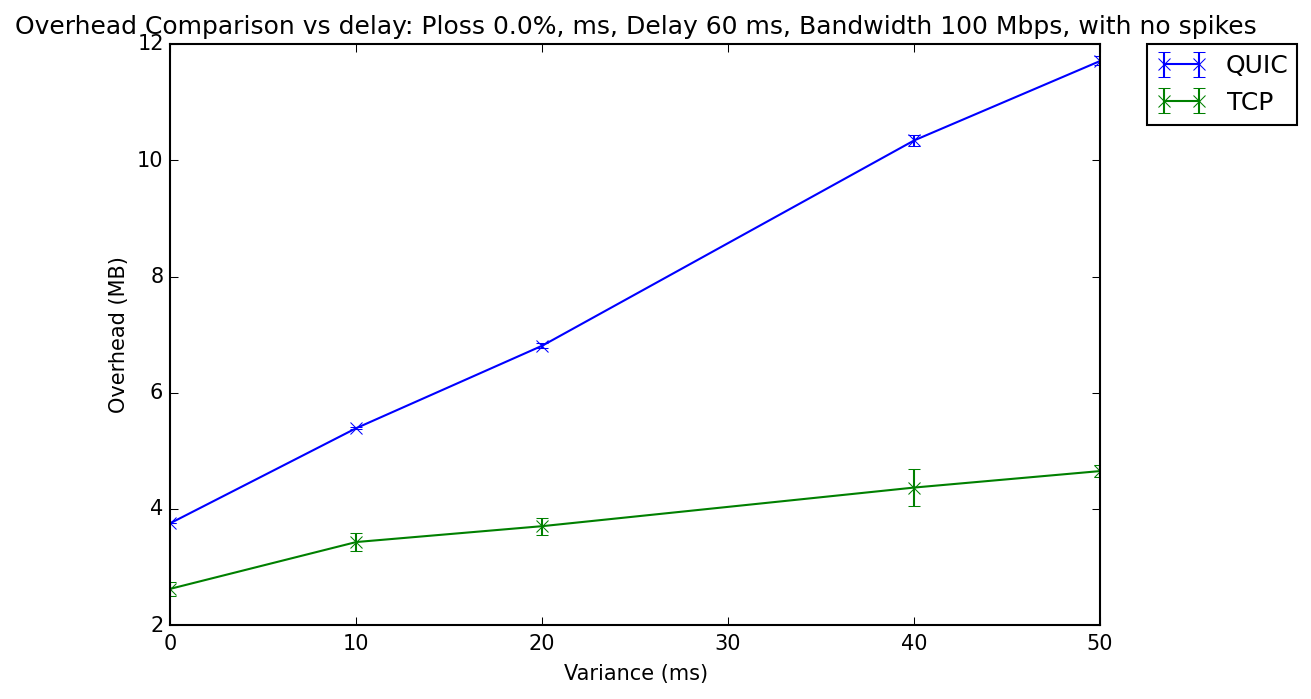 Overhead Comparison vs delay: Ploss 0.0%, ms, Delay 60 ms, Bandwidth 100 Mbps, with no spikes
QUIC
TCP
12
10
8
6
4
2
Overhead (MB)
0 10 20 30 40 50
Variance (ms)